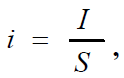 i = I / S ,